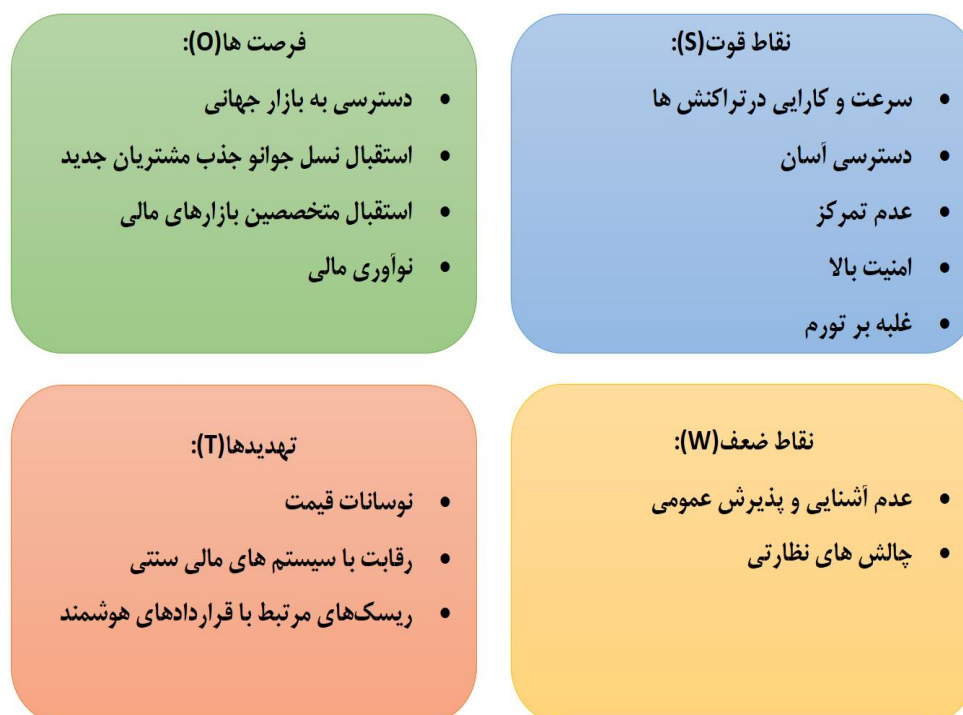 نقاط قوت(S):
• سرعت و کارایی درتراکنش ها
• دسترسی آسان
• عدم تمرکز
• امنیت بالا
• غلبه بر تورم
فرصت ها(O):
• دسترسی به بازار جهانی
• استقبال نسل جوانو جذب مشتریان جدید
• استقبال متخصصین بازارهای مالی
• نوآوری مالی
نقاط ضعف(W):
• عدم آشنایی و پذیرش عمومی
• چالش های نظارتی
تهدیدها(T):
• نوسانات قیمت
• رقابت با سیستم های مالی سنتی
• ریسک‌های مرتبط با قراردادهای هوشمند